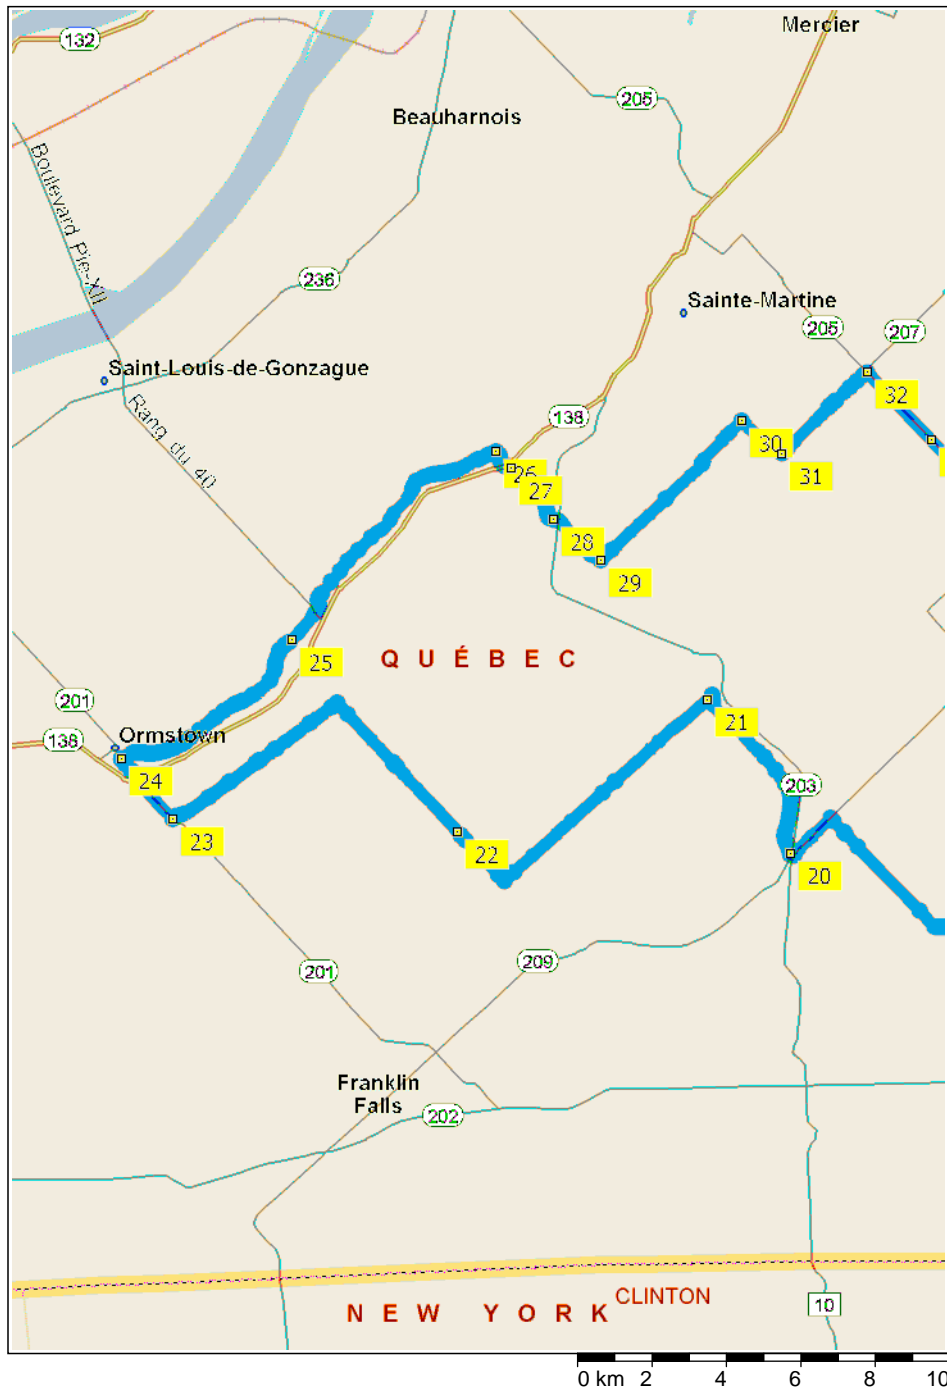 Mercier
132
205
Beauharnois
Boulevard Pie-XII
236
Sainte-Martine
205
207
Saint-Louis-de-Gonzague
32
Rang du 40
138
30
31
26
27
28
29
QUÉBEC
25
201
21
Ormstown
138
24
203
23
22
20
209
201
Franklin
Falls
202
CLINTON
NEW YORK
10
0 km 2 4 6 8 10